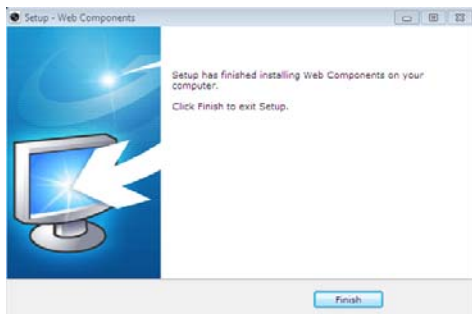 Setup - Web Components
Setup has finished installing Web Components on your
computer.
Click Finish to exit Setup.
Finish